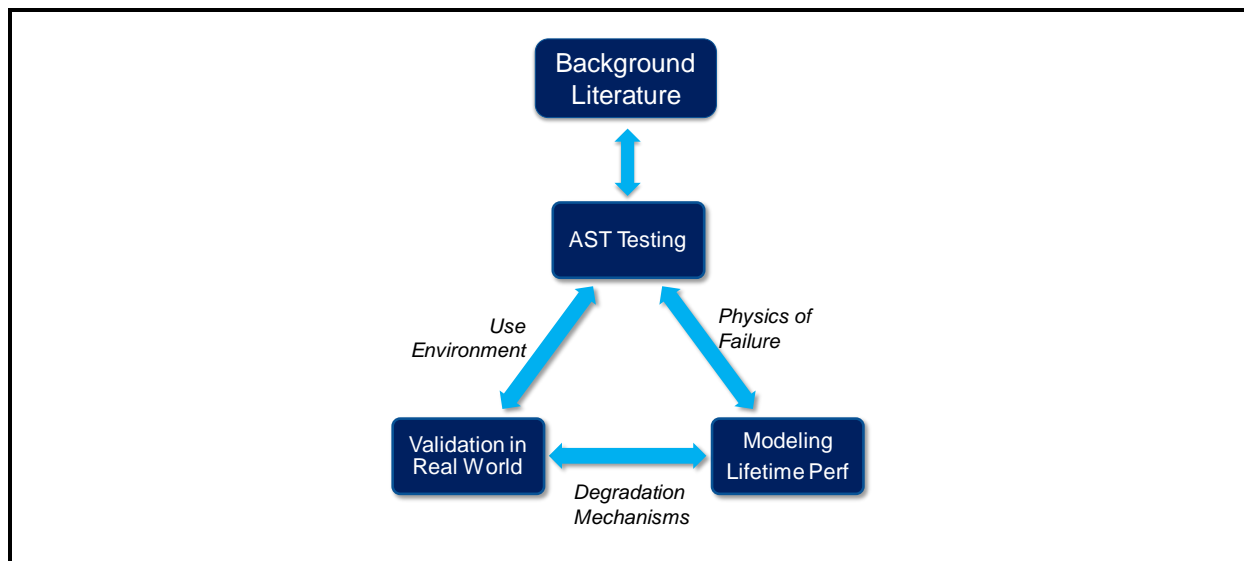 Background
Literature
AST Testing
Use
Environment
Physics of
Failure
Validation in
Real World
Modeling
Lifetime Perf
Degradation
Mechanisms